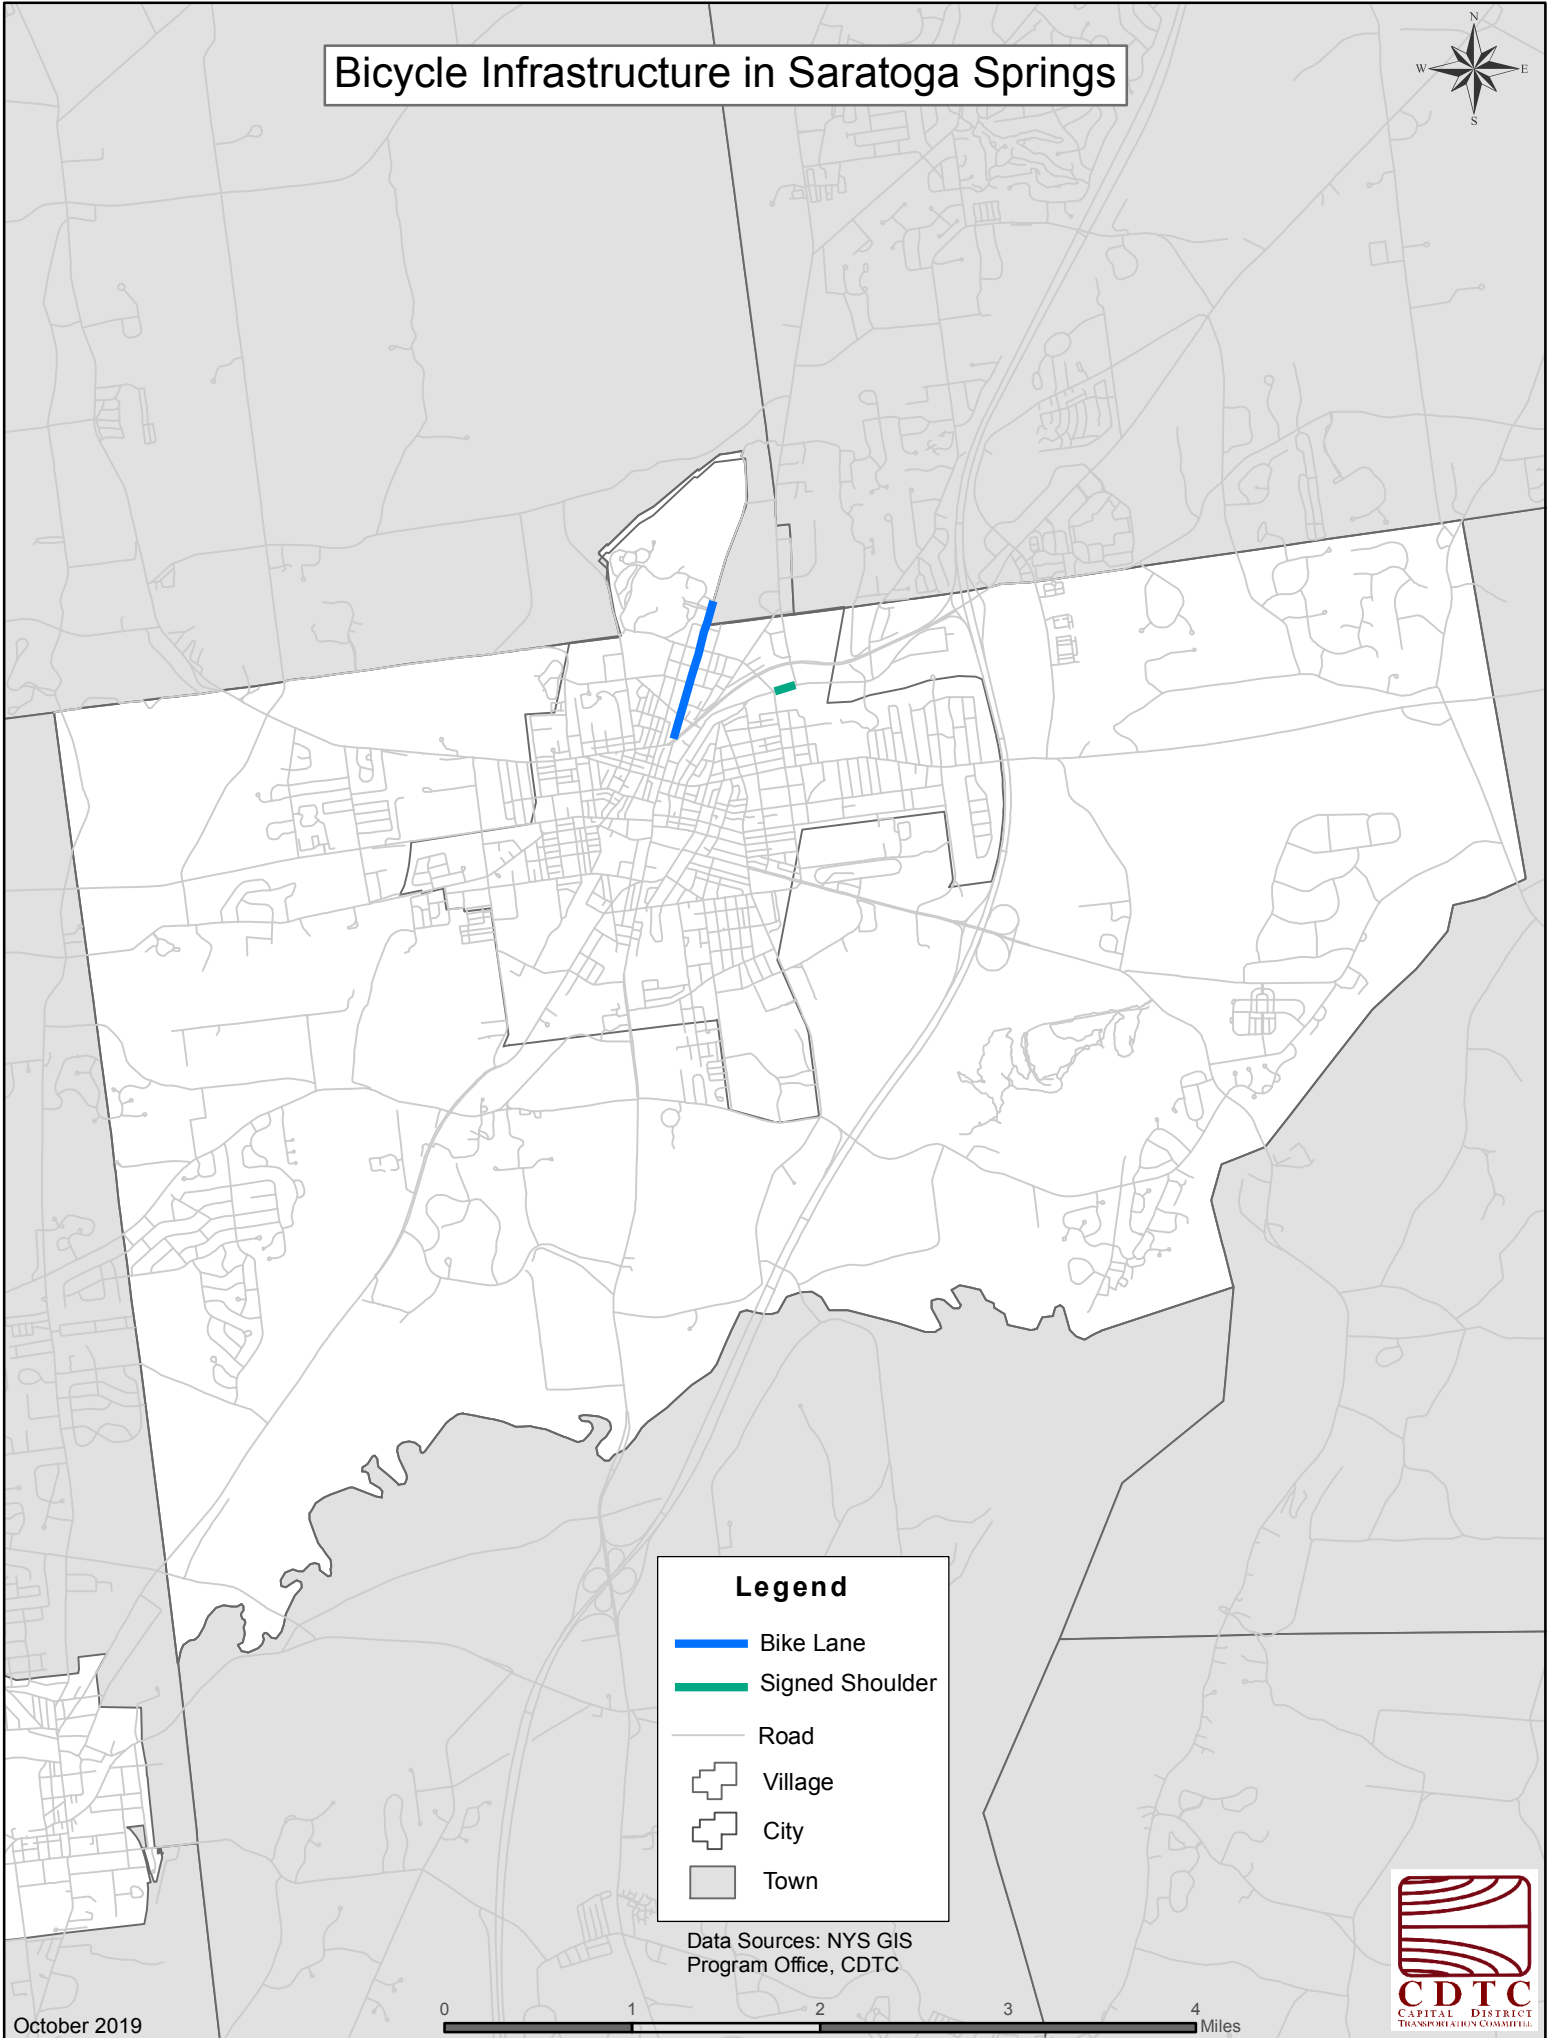 Bicycle Infrastructure in Saratoga Springs
N
W
E
S
Legend
Bike Lane
Signed Shoulder
Road
Village
City
Town
Data Sources: NYS GIS
Program Office, CDTC
October 2019
0 1 2 3 4
Miles
CDTC
CAPITAL DISTRICT
TRANSPORTATION COMMITTEE